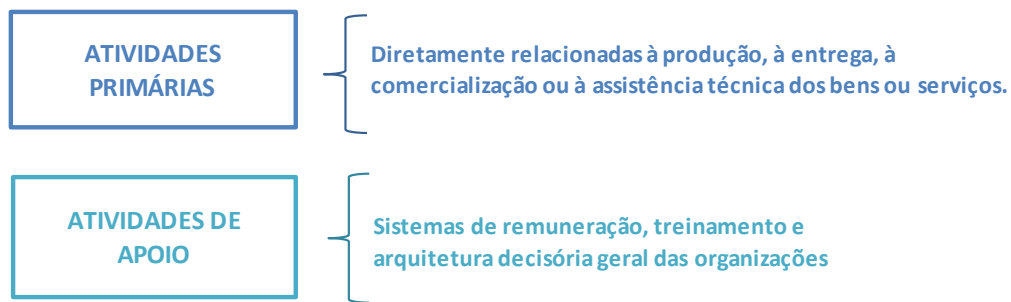 ATIVIDADES
PRIMÁRIAS
Diretamente relacionadas à produção, à entrega, à
comercialização ou à assistência técnica dos bens ou serviços.
ATIVIDADES DE
APOIO
Sistemas de remuneração, treinamento e
arquitetura decisória geral das organizações